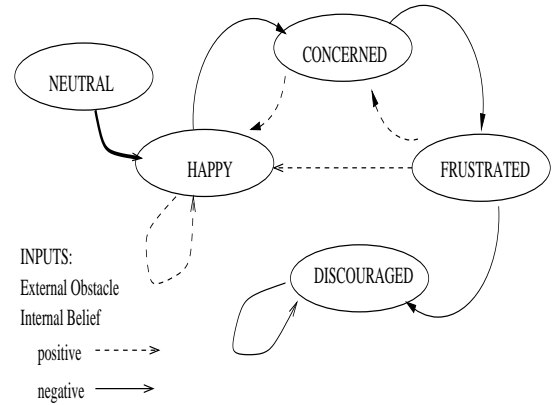 CONCERNED
NEUTRAL
HAPPY
FRUSTRATED
DISCOURAGED
INPUTS:
External Obstacle
Internal Belief
positive
negative